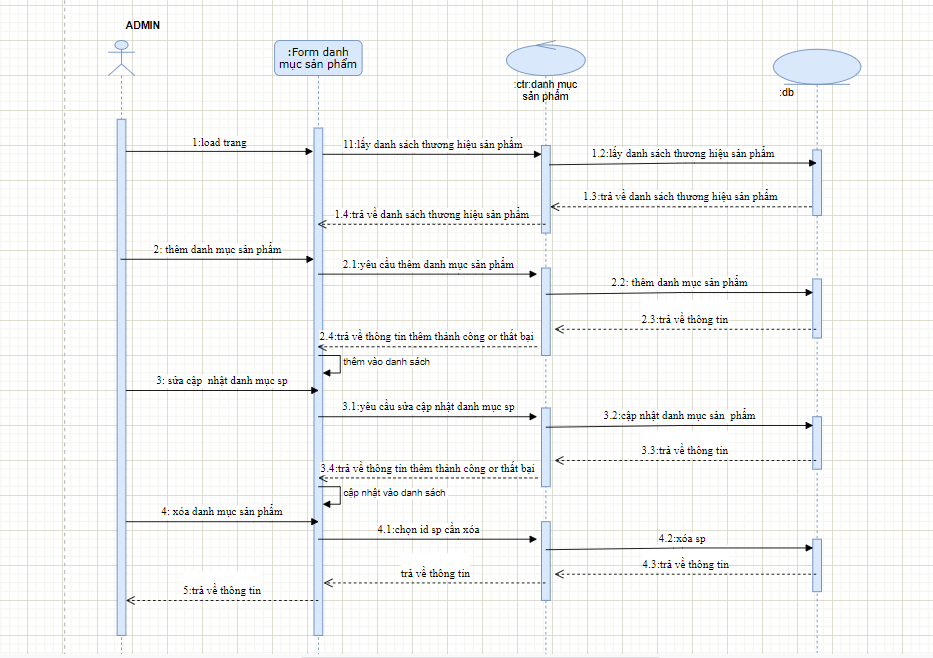 ADMIN
:Form danh
mục sản phẩm
:ctr:danh mục
sản phẩm
:db
1:load trang
11:lấy danh sách thương hiệu sản phẩm
1.2:lấy danh sách thương hiệu sản phẩm
1.3:trả về danh sách thương hiệu sản phẩm
1.4:trả về danh sách thương hiệu sản phẩm
2: thêm danh mục sản phẩm
2.1:yêu cầu thêm danh mục sản phẩm
2.2: thêm danh mục sản phẩm
2.3:trả về thông tin
2.4:trả về thông tin thêm thành công or thất bại
thêm vào danh sách
3: sửa cập nhật danh mục sp
3.1:yêu cầu sửa cập nhật danh mục sp
3.2:cập nhật danh mục sản phẩm
3.3:trả về thông tin
3.4:trả về thông tin thêm thành công or thất bại
cập nhật vào danh sách
4: xóa danh mục sản phẩm
4.1:chọn id sp cần xóa
4.2:xóa sp
4.3:trả về thông tin
trả về thông tin
5:trả về thông tin